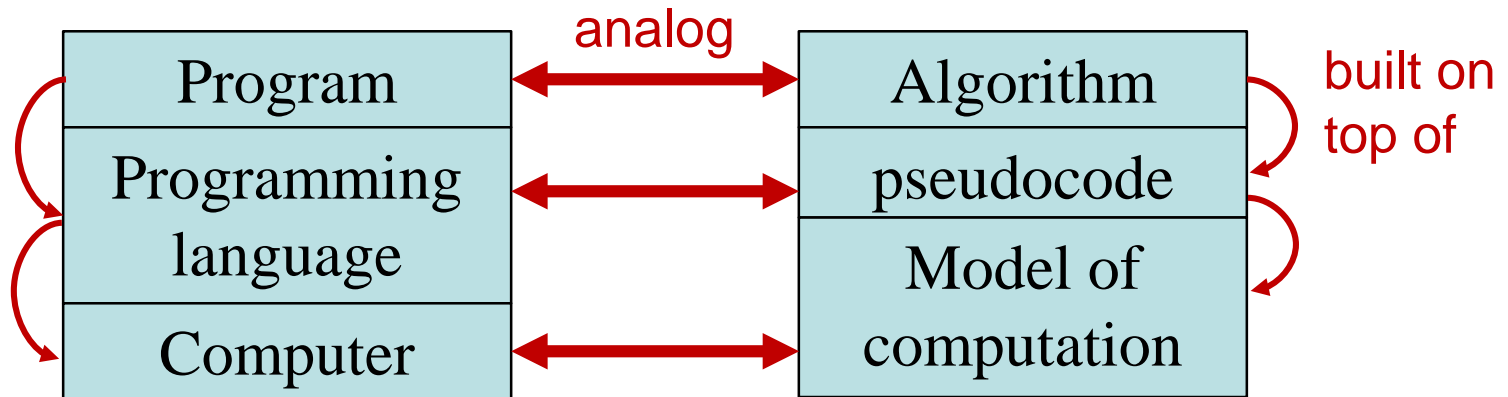 analog
Program
Programming
language
Computer
Algorithm
pseudocode
Model of
computation
built on
top of